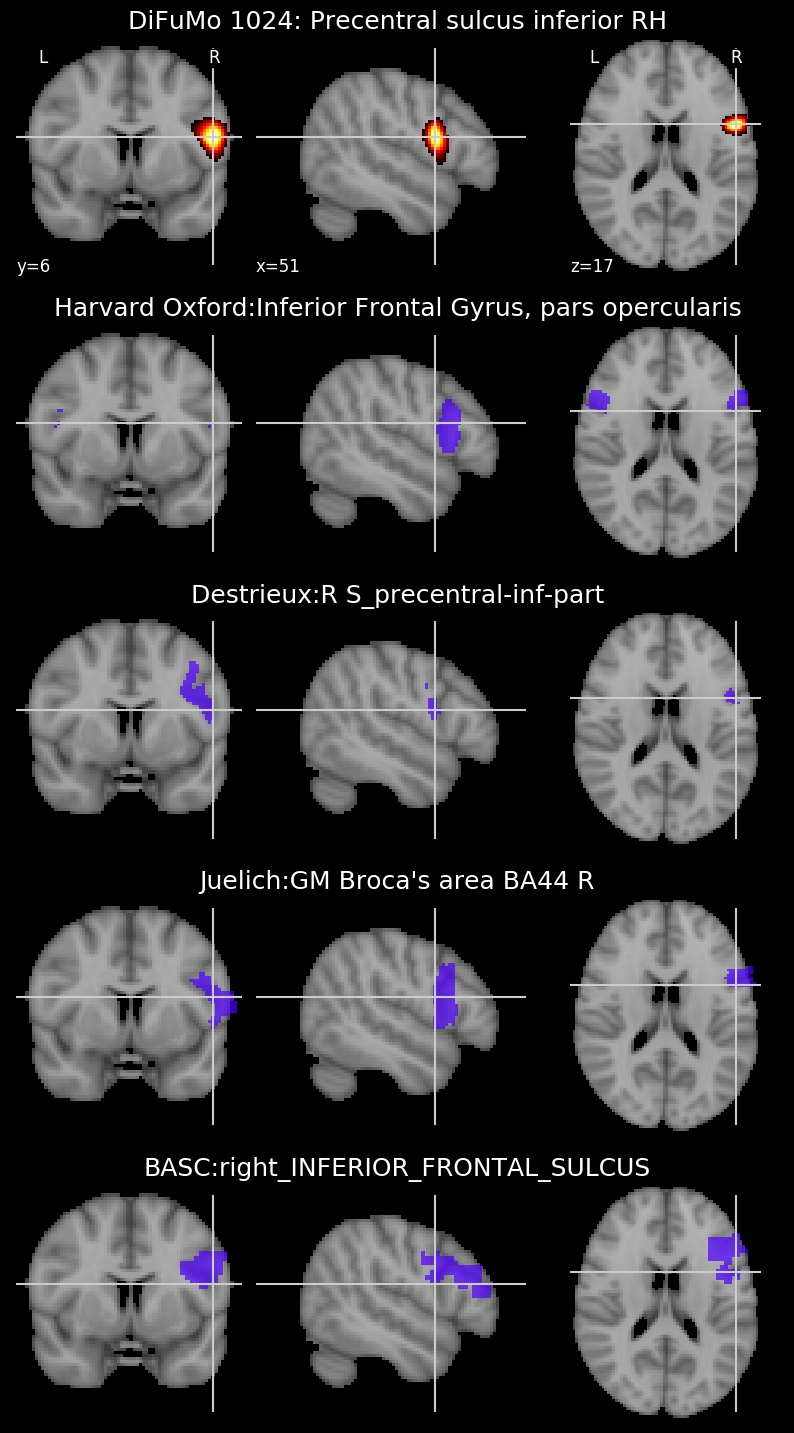 DiFuMo 1024: Precentral sulcus inferior RH
L R L R
y=6 x=51 z=17
Harvard Oxford:Inferior Frontal Gyrus, pars opercularis
Destrieux:R S_precentral-inf-part
Juelich:GM Broca's area BA44 R
BASC:right_INFERIOR_FRONTAL_SULCUS